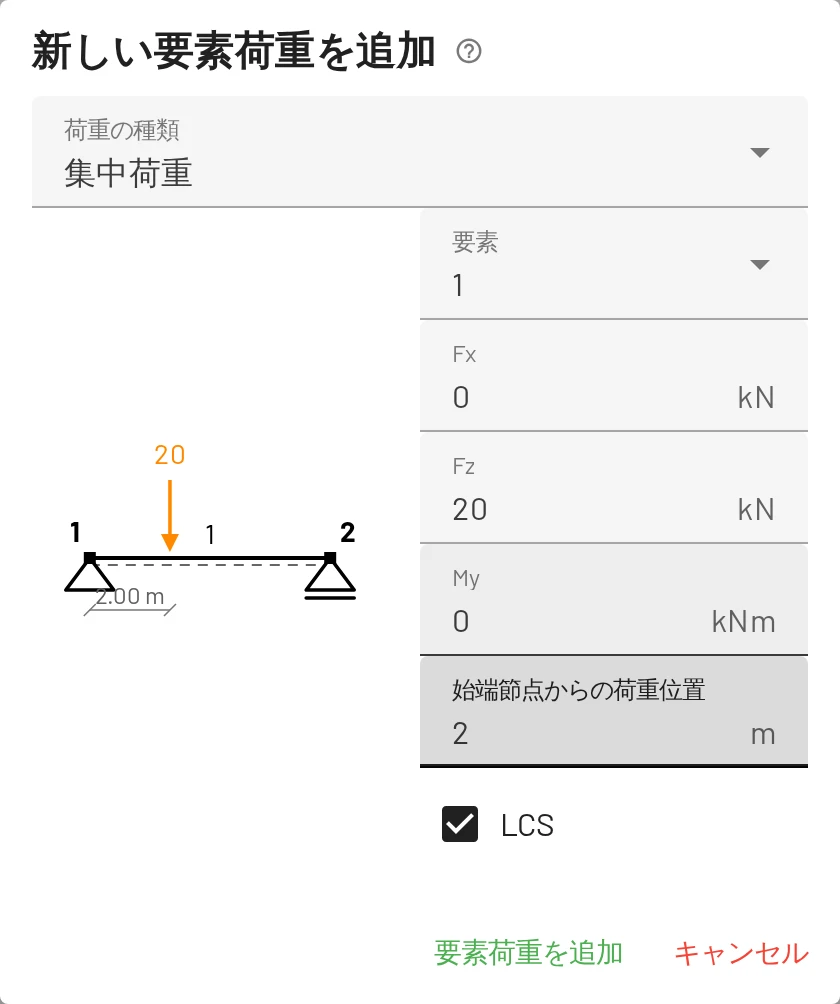 新しい要素荷重を追加 ?
荷重の種類
集中荷重
要素
1
Fx
0 kN
20
Fz
20 kN
1 1 2
2.00 m
My
0 kNm
始端節点からの荷重位置
2 m
LCS
要素荷重を追加 キャンセル